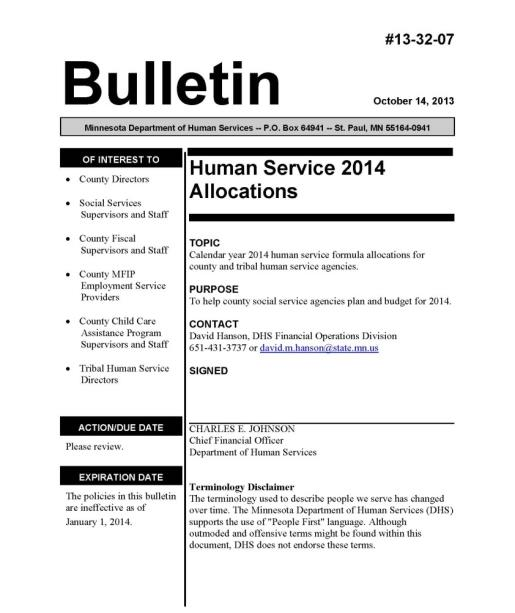 #13-32-07
Bulletin
October 14, 2013
Minnesota Department of Human Services -- P.O. Box 64941 -- St. Paul, MN 55164-0941
OF INTEREST TO
• County Directors
• Social Services
Supervisors and Staff
• County Fiscal
Supervisors and Staff
• County MFIP
Employment Service
Providers
• County Child Care
Assistance Program
Supervisors and Staff
• Tribal Human Service
Directors
ACTION/DUE DATE
Please review.
EXPIRATION DATE
The policies in this bulletin
are ineffective as of
January 1, 2014.
Human Service 2014
Allocations
TOPIC
Calendar year 2014 human service formula allocations for
county and tribal human service agencies.
PURPOSE
To help county social service agencies plan and budget for 2014.
CONTACT
David Hanson, DHS Financial Operations Division
651-431-3737 or david.m.hanson@state.mn.us
SIGNED
CHARLES E. JOHNSON
Chief Financial Officer
Department of Human Services
Terminology Disclaimer
The terminology used to describe people we serve has changed
over time. The Minnesota Department of Human Services (DHS)
supports the use of "People First" language. Although
outmoded and offensive terms might be found within this
document, DHS does not endorse these terms.